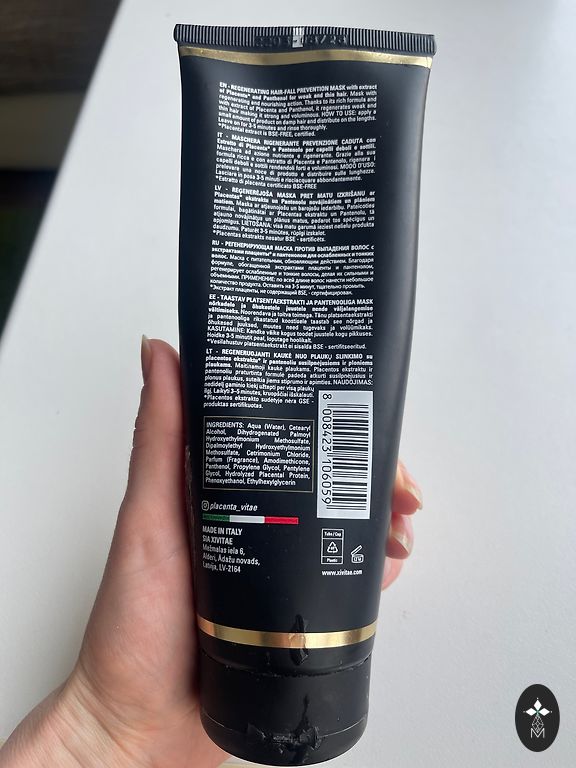 EN - REGENERATING HAIR-FALL PREVENTION MASK with extract
of Placenta* and Panthenol for weak and thin hair. Mask with
regenerating and nourishing action. Thanks to its rich formula and
with extract of Placenta and Panthenol, it regenerates weak and
thin hair making it strong and voluminous. HOW TO USE: apply a
small amount of product on damp hair and distribute on the lengths.
Leave on for 3-5 minutes and rinse thoroughly.
*Placental extract is BSE-FREE, certified.
IT - MASCHERA RIGENERANTE PREVENZIONE CADUTA con
Estratto di Placenta* e Pantenolo per capelli deboli e sottili.
Maschera ad azione nutriente e rigenerante. Grazie alla sua
formula ricca e con estratto di Placenta e Pantenolo, rigenera i
capelli deboli e sottili rendendoli forti e voluminosi. MODO D'USO:
prelevare una noce di prodotto e distribuire sulle lunghezze.
Lasciare in posa 3-5 minuti e risciacquare abbondantemente.
*Estratto di placenta certificato BSE-FREE
LV - REĢENERĒJOŠA MASKA PRET MATU IZKRIŠANU ar
Placentas* ekstraktu un Pantenolu novājinātiem un plāniem
matiem. Maska ar atjaunojošu un barojošu iedarbību. Pateicoties
formulai, bagātinātai ar Placentas ekstraktu un Pantenolu, tā
atjauno novājinātus un plānus matus, padarot tos spēcīgus un
apjomīgus. LIETOŠANA: visā matu garumā ieziest nelielu produkta
daudzumu. Paturēt 3-5 minūtes, rūpīgi izskalot.
*Placentas ekstrakts nesatur BSE - sertificēts.
RU - РЕГЕНЕРИРУЮЩАЯ МАСКА ПРОТИВ ВЫПАДЕНИЯ ВОЛОС с
экстрактом плаценты* и пантенолом для ослабленных и тонких
волос. Маска с питательным, обновляющим действием. Благодаря
формуле, обогащенной экстрактами плаценты и пантенолом,
регенерирует ослабленные и тонкие волосы, делая их сильными и
объемными. ПРИМЕНЕНИЕ: по всей длине волос нанести небольшое
количество продукта. Оставить на 3-5 минут, тщательно промыть.
*Экстракт плаценты, не содержащий BSE, - сертифицирован.
EE - TAASTAV PLATSENTAEKSTRAKTI JA PANTENOOLIGA MASK
nõrkadele ja õhukestele juustele nende väljalangemise
vältimiseks. Noorendava ja toitva toimega. Tänu platsentaekstrakti
ja pantenooliga rikastatud koostisele taastab see nõrgad ja
õhukesed juuksed, muutes need tugevaks ja volüümikaks.
KASUTAMINE: Kandke väike kogus toodet juustele kogu pikkuses.
Hoidke 3-5 minutit peal, loputage hoolikalt.
*Veisilahustuv platsentaekstrakt ei sisalda BSE - sertifitseeritud.
LT - REGENERUOJANTI KAUKĖ NUO PLAUKŲ SLINKIMO su
placentos ekstraktu* ir pantenoliu susilpnėjusiems ir ploniems
plaukams. Maitinamoji kaukė plaukams. Placentos ekstraktu ir
pantenoliu praturtinta formulė padeda atkurti susilpnėjusius ir
plonus plaukus, suteikia jiems stiprumo ir apimties. NAUDOJIMAS:
nedidelį gaminio kiekį užtepti per visą plaukų
ilgį. Laikyti 3-5 minutes, kruopščiai išskalauti.
*Placentos ekstrakto sudėtyje nėra GSE -
produktas sertifikuotas.
INGREDIENTS: Aqua (Water), Cetearyl
Alcohol, Dihydrogenated Palmoyl
Hydroxyethylmonium Methosulfate,
Dipalmoylethyl Hydroxyethylmonium
Methosulfate, Cetrimonium Chloride,
Parfum (Fragrance), Amodimethicone,
Panthenol, Propylene Glycol, Pentylene
Glycol, Hydrolyzed Placental Protein,
Phenoxyethanol, Ethylhexylglycerin
8 008423 106059
placenta_vitae
MADE IN ITALY
SIA XIVITAE
Mežmalas iela 6,
Alderi, Ādažu novads,
Latvija, LV-2164
Tube / Cap
Plastic
12 M
www.xivitae.com